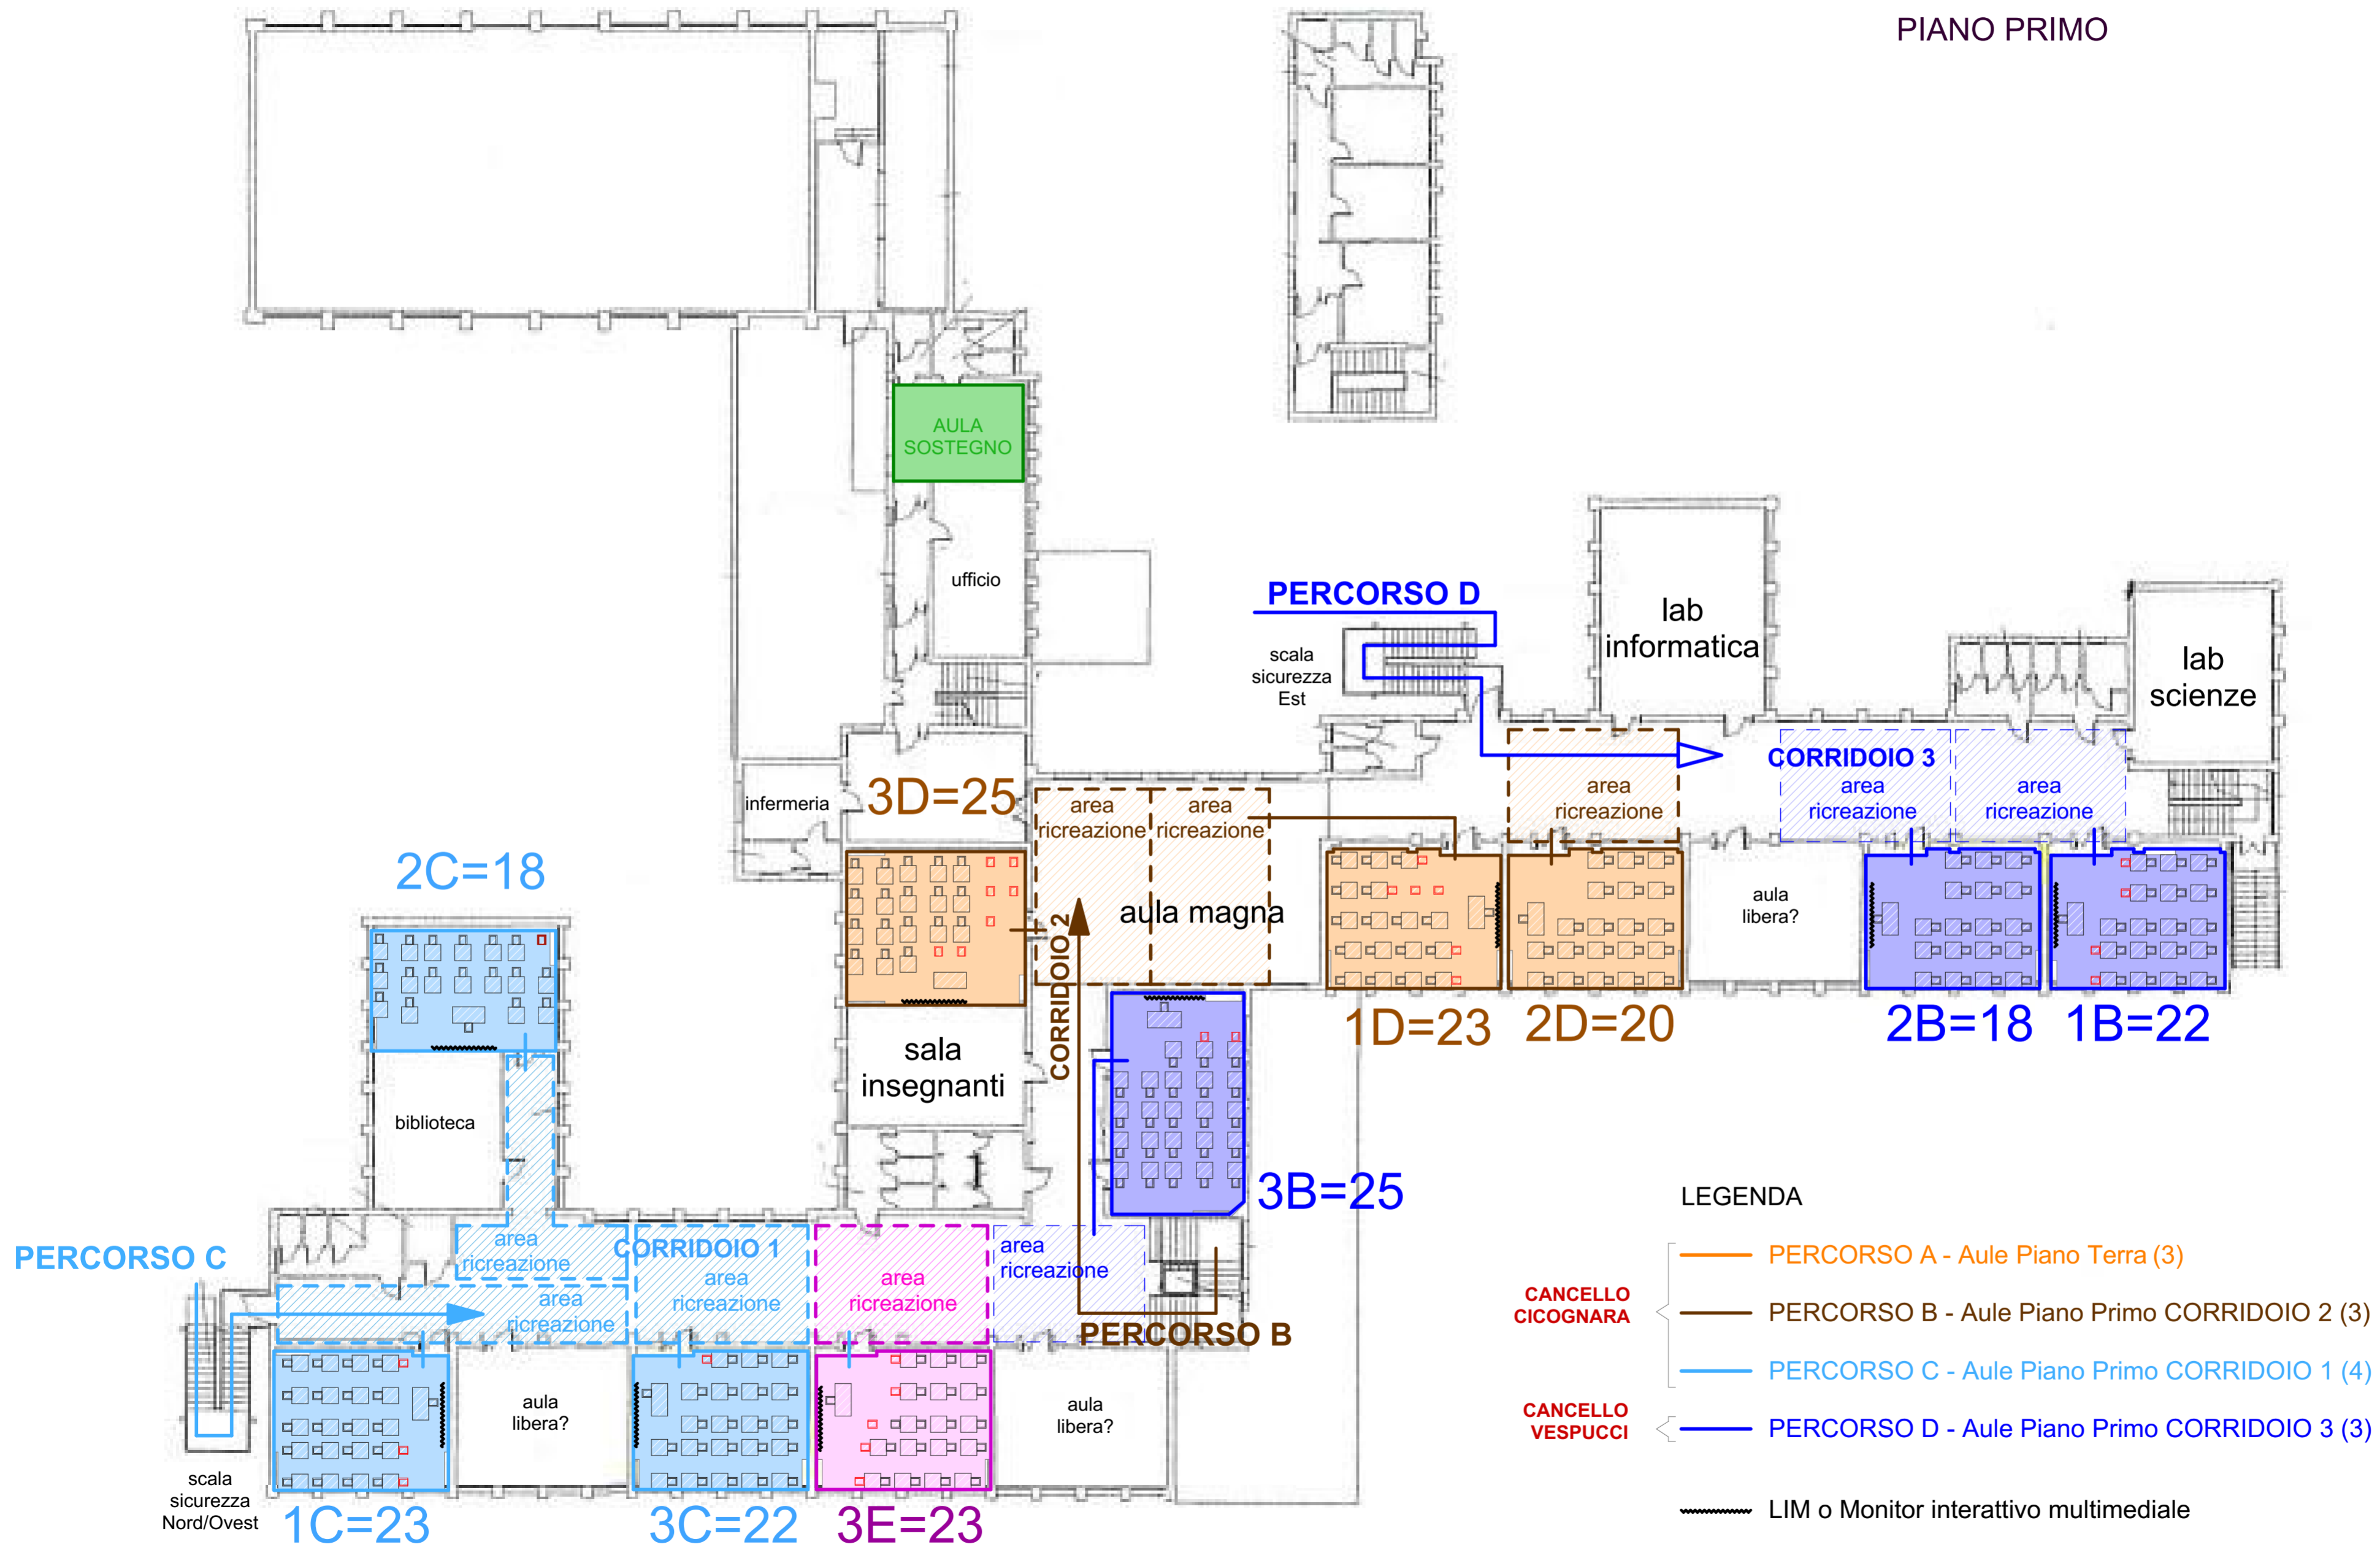 PIANO PRIMO
AULA
SOSTEGNO
ufficio
PERCORSO D
scala
sicurezza
Est
lab
informatica
lab
scienze
infermeria
3D=25
area
ricreazione
area
ricreazione
aula magna
CORRIDOIO 2
area
ricreazione
CORRIDOIO 3
area
ricreazione
area
ricreazione
aula
libera?
1D=23
2D=20
2B=18
1B=22
2C=18
biblioteca
sala
insegnanti
3B=25
PERCORSO C
area
ricreazione
CORRIDOIO 1
area
ricreazione
area
ricreazione
area
ricreazione
area
ricreazione
PERCORSO B
aula
libera?
aula
libera?
scala
sicurezza
Nord/Ovest
1C=23
3C=22
3E=23
LEGENDA
CANCELLO
CICOGNARA
PERCORSO A - Aule Piano Terra (3)
PERCORSO B - Aule Piano Primo CORRIDOIO 2 (3)
PERCORSO C - Aule Piano Primo CORRIDOIO 1 (4)
CANCELLO
VESPUCCI
PERCORSO D - Aule Piano Primo CORRIDOIO 3 (3)
LIM o Monitor interattivo multimediale